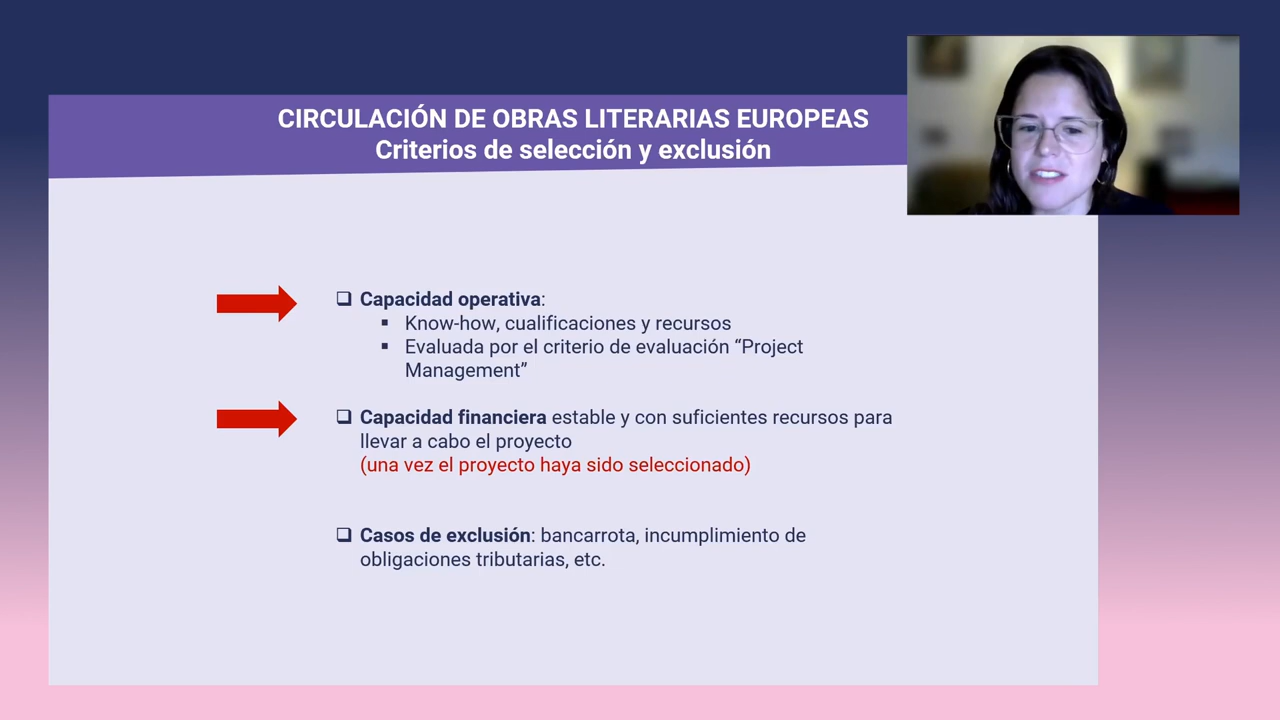 CIRCULACIÓN DE OBRAS LITERARIAS EUROPEAS
Criterios de selección y exclusión
Capacidad operativa:
Know-how, cualificaciones y recursos
Evaluada por el criterio de evaluación “Project
Management”
Capacidad financiera estable y con suficientes recursos para
llevar a cabo el proyecto
(una vez el proyecto haya sido seleccionado)
Casos de exclusión: bancarrota, incumplimiento de
obligaciones tributarias, etc.